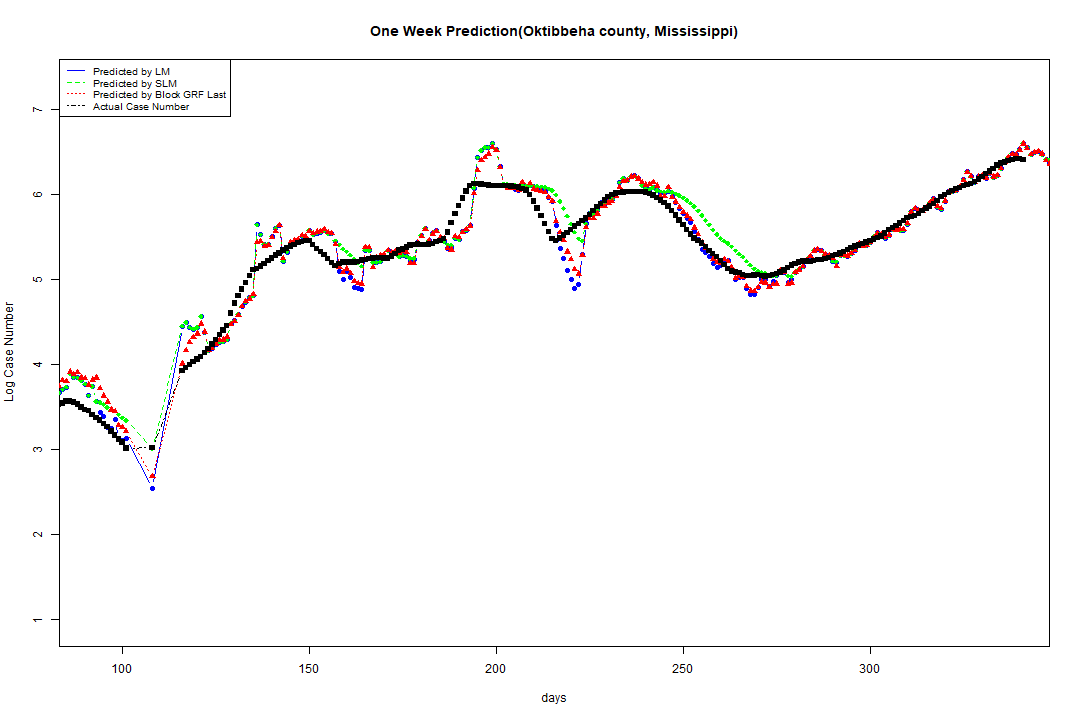 One Week Prediction(Oktibbeha county, Mississippi)
Predicted by LM
Predicted by SLM
Predicted by Block GRF Last
Actual Case Number
7
6
5
4
3
2
1
Log Case Number
100 150 200 250 300
days